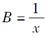 B = 1/x